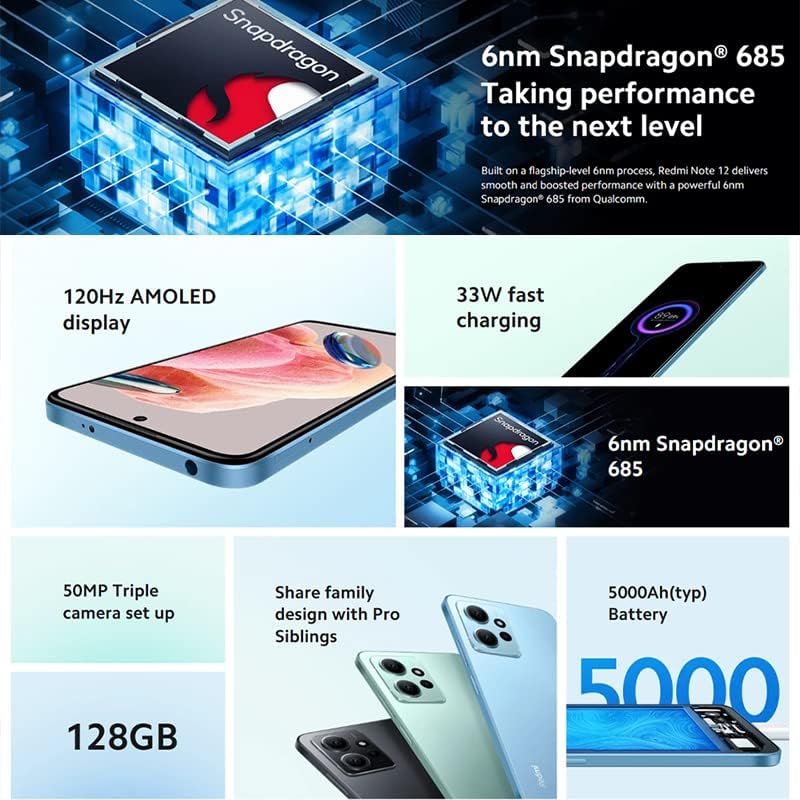 Snapdragon
6nm Snapdragon® 685
Taking performance
to the next level
Built on a flagship-level 6nm process, Redmi Note 12 delivers
smooth and boosted performance with a powerful 6nm
Snapdragon® 685 from Qualcomm.
120Hz AMOLED
display
33W fast
charging
89%
Snapdragon
6nm Snapdragon®
685
50MP Triple
camera set up
128GB
Share family
design with Pro
Siblings
Redmi
5000Ah(typ)
Battery
5000